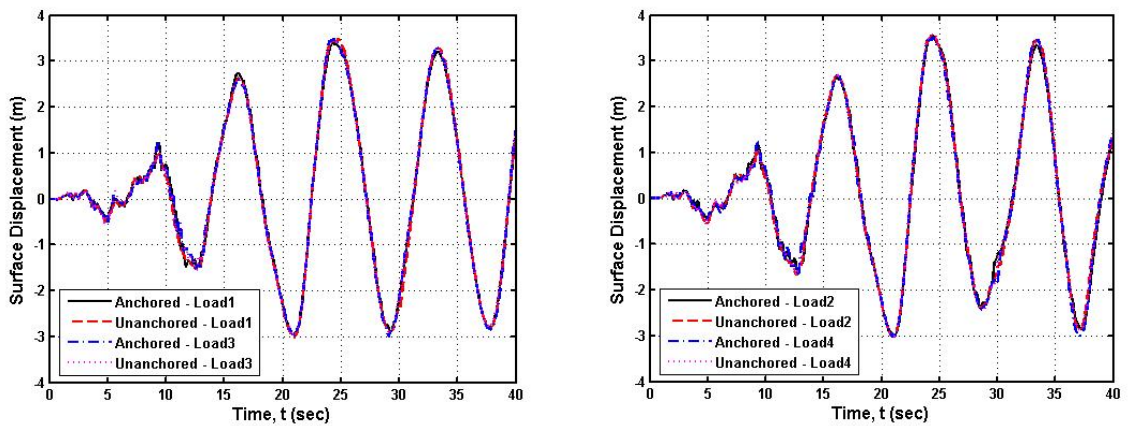 4
3
2
1
0
-1
-2
-3
-4
Surface Displacement (m)
Anchored - Load1
Unanchored - Load1
Anchored - Load3
Unanchored - Load3
0 5 10 15 20 25 30 35 40
Time, t (sec)
4
3
2
1
0
-1
-2
-3
-4
Surface Displacement (m)
Anchored - Load2
Unanchored - Load2
Anchored - Load4
Unanchored - Load4
0 5 10 15 20 25 30 35 40
Time, t (sec)